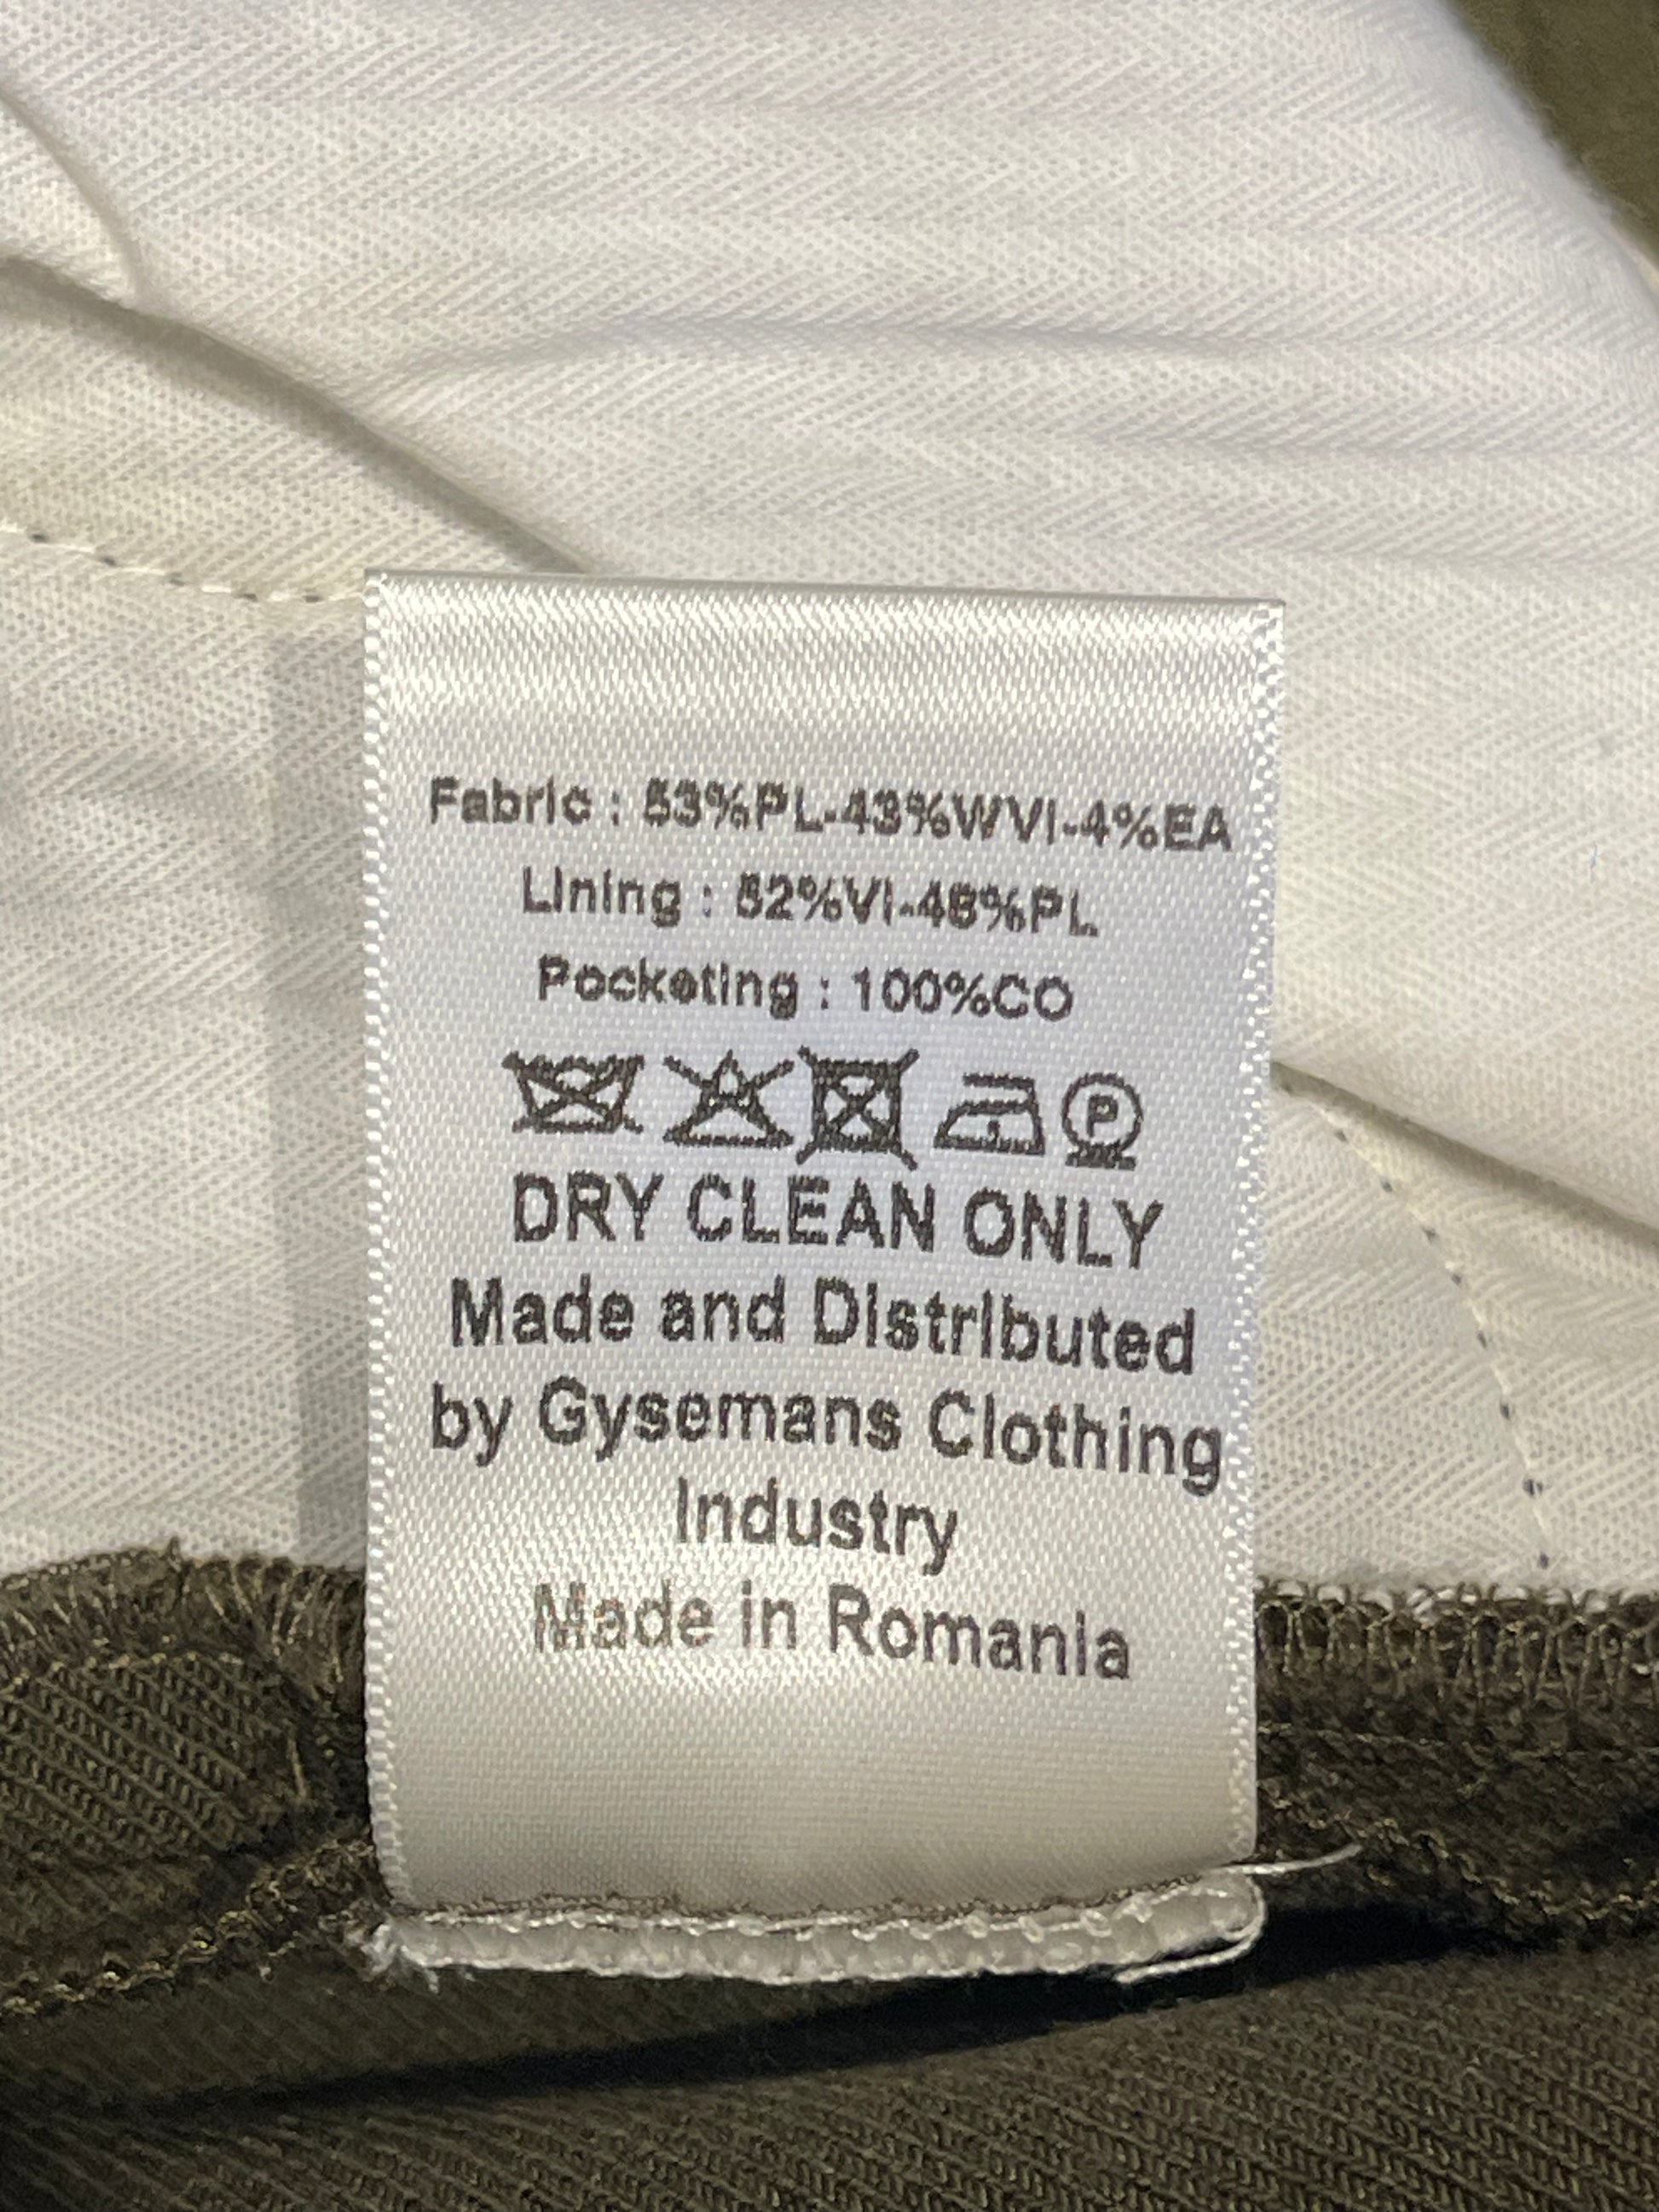 Fabric : 53%PL-43%WVI-4%EA
Lining : 52%VI-48%PL
Pocketing : 100%CO
P
DRY CLEAN ONLY
Made and Distributed
by Gysemans Clothing
Industry
Made in Romania